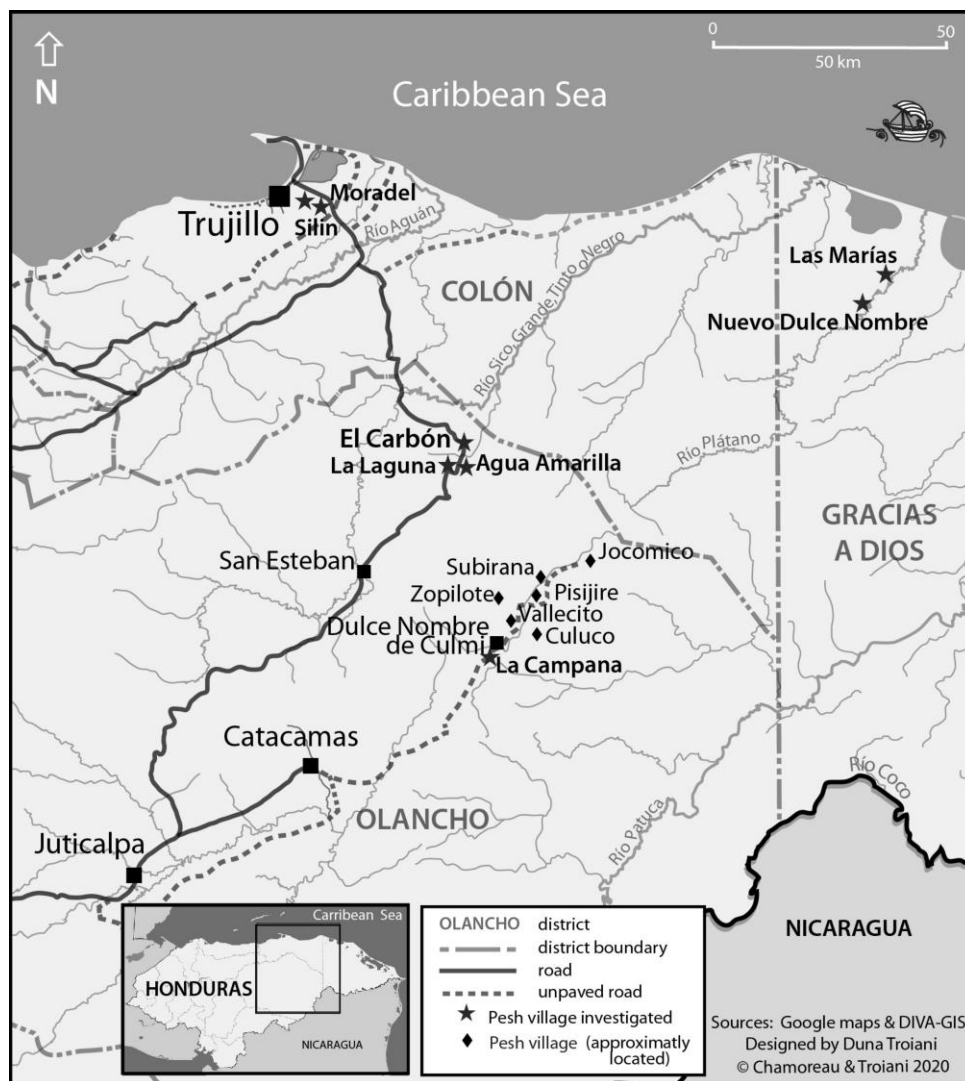 0 50
50 km
N
Caribbean Sea
Moradel
Trujillo
Silín
Río Aguán
Las Marías
COLÓN
Río Sico Grande, Tinto o Negro
Nuevo Dulce Nombre
El Carbón
La Laguna
Agua Amarilla
Río Plátano
GRACIAS
A DIOS
Jocomico
San Esteban
Subirana
Zopilote
Pisijire
Vallecito
Dulce Nombre
de Culmi
Culuco
La Campana
Catacamas
Río Coco
OLANCHO
Río Patuca
Juticalpa
NICARAGUA
Carribean Sea
HONDURAS
NICARAGUA
OLANCHO district
district boundary
road
unpaved road
Pesh village investigated
Pesh village (approximatly
located)
Sources: Google maps & DIVA-GIS
Designed by Duna Troiani
© Chamoreau & Troiani 2020